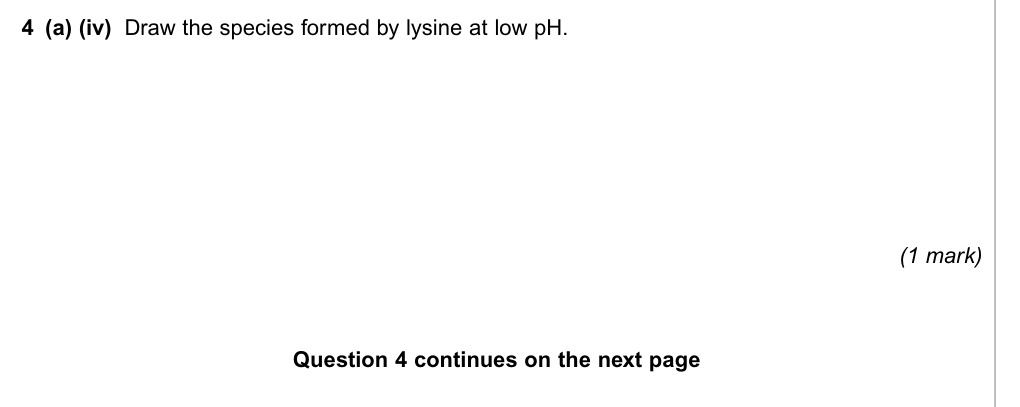 4 (a) (iv) Draw the species formed by lysine at low pH.
(1 mark)
Question 4 continues on the next page